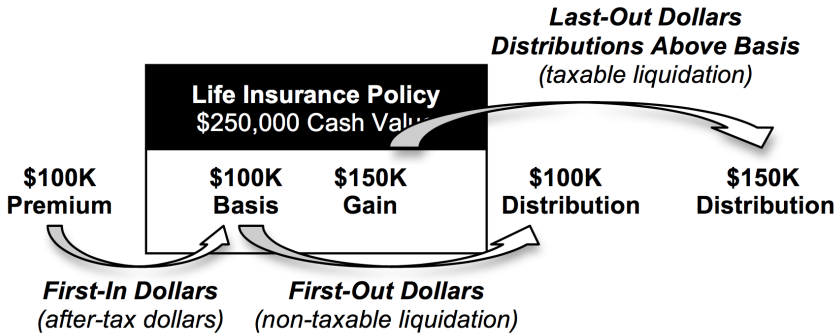 Last-Out Dollars
Distributions Above Basis
(taxable liquidation)
Life Insurance Policy
$250,000 Cash Value
$100K
Premium
$100K
Basis
$150K
Gain
$100K
Distribution
$150K
Distribution
First-In Dollars
(after-tax dollars)
First-Out Dollars
(non-taxable liquidation)